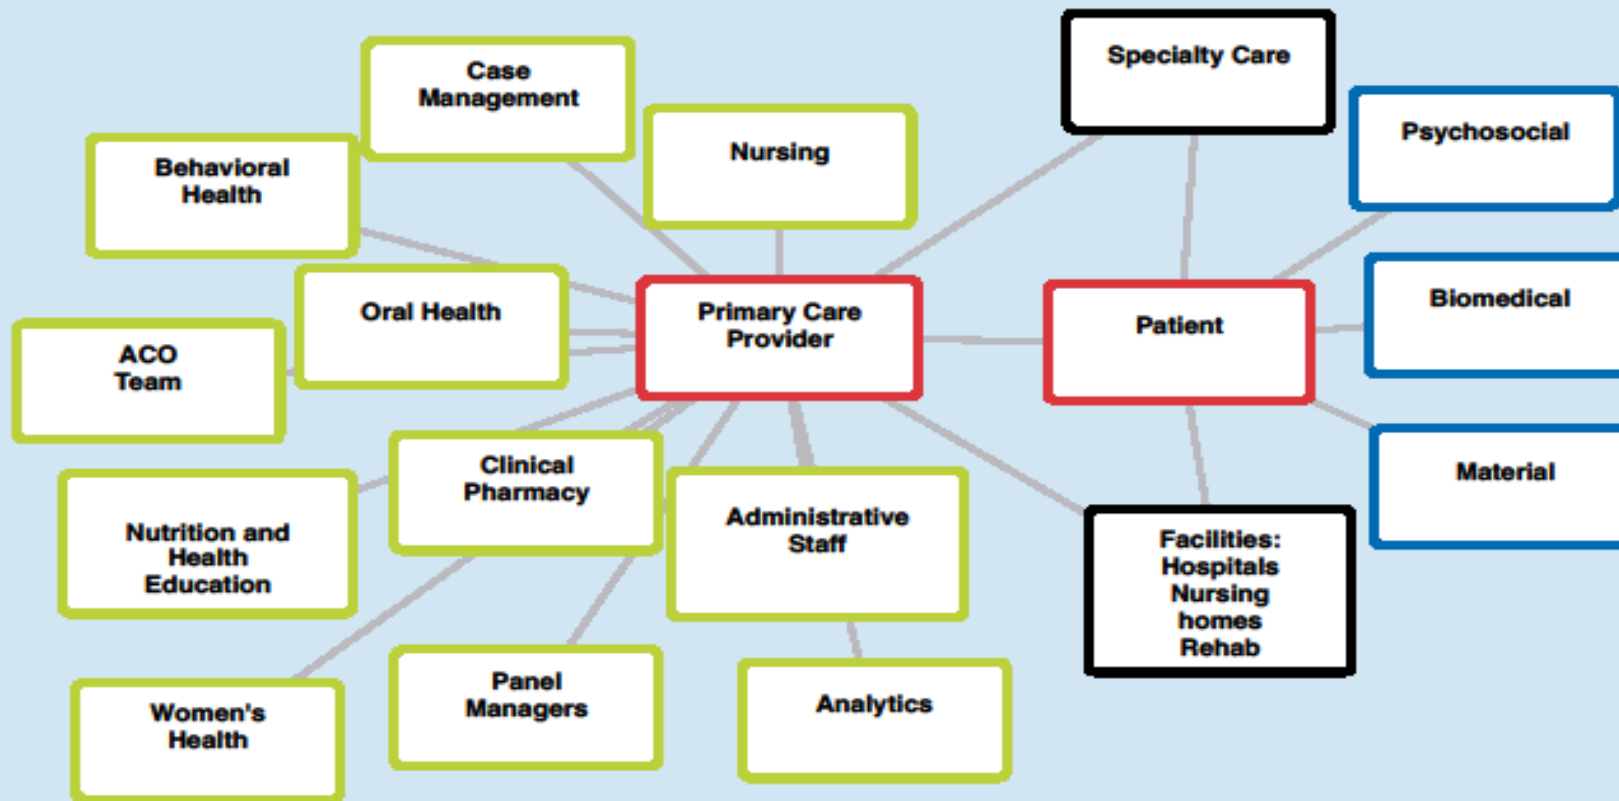 Case
Management
Specialty Care
Nursing
Psychosocial
Behavioral
Health
Oral Health
Primary Care
Provider
Patient
Biomedical
ACO
Team
Clinical
Pharmacy
Administrative
Staff
Material
Nutrition and
Health
Education
Facilities:
Hospitals
Nursing
homes
Rehab
Women's
Health
Panel
Managers
Analytics